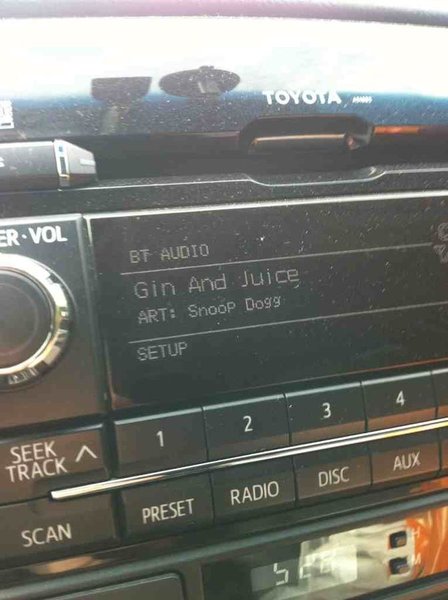 TOYOTA
ER·VOL
BT AUDIO
Gin And Juice
ART: Snoop Dogg
SETUP
SEEK
TRACK
1
2
3
4
SCAN
PRESET
RADIO
DISC
AUX
H
M